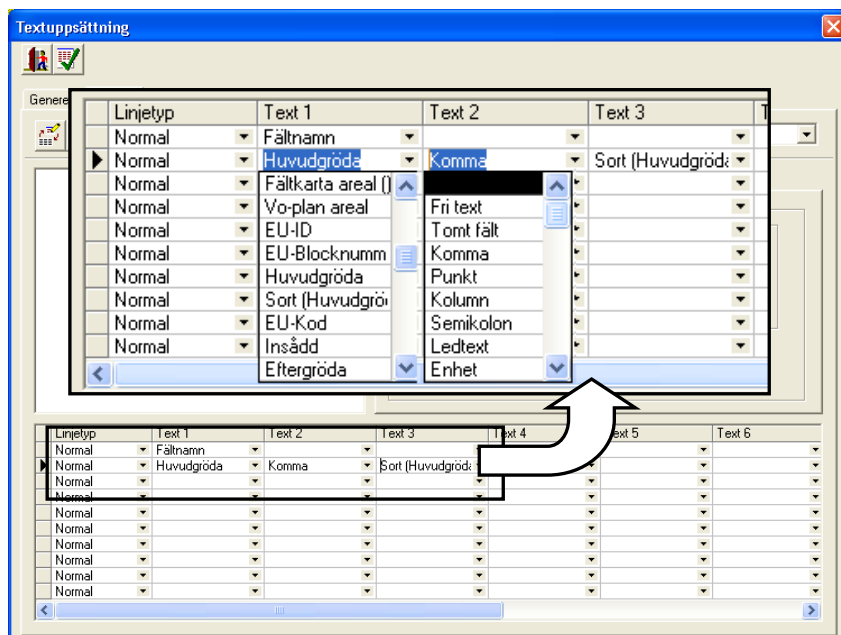 Textuppsättning
Genere
Linjetyp Text 1 Text 2 Text 3 T
Normal Fältnamn
Normal Huvudgröda Komma Sort (Huvudgröda
Normal Fältkarta areal ()
Normal Vo-plan areal Fri text
Normal EU-ID Tomt fält
Normal EU-Blocknumm Komma
Normal Huvudgröda Punkt
Normal Sort (Huvudgrö Kolumn
Normal EU-Kod Semikolon
Normal Insådd Ledtext
Eftergröda Enhet
Linjetyp Text 1 Text 2 Text 3 Text 4 Text 5 Text 6
Normal Fältnamn
Normal Huvudgröda Komma Sort (Huvudgröda
Normal
Normal
Normal
Normal
Normal
Normal
Normal
Normal